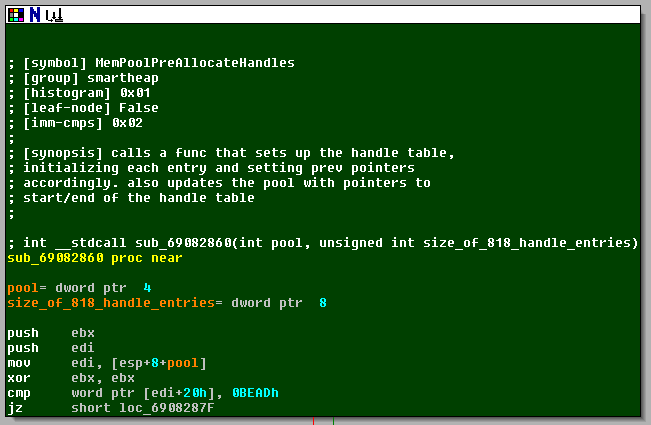 ; [symbol] MemPoolPreAllocateHandles
; [group] smartheap
; [histogram] 0x01
; [leaf-node] False
; [imm-cmps] 0x02
;
; [synopsis] calls a func that sets up the handle table,
; initializing each entry and setting prev pointers
; accordingly. also updates the pool with pointers to
; start/end of the handle table
;
; int __stdcall sub_69082860(int pool, unsigned int size_of_818_handle_entries)
sub_69082860 proc near
pool= dword ptr  4
size_of_818_handle_entries= dword ptr  8
push    ebx
push    edi
mov     edi, [esp+8+pool]
xor     ebx, ebx
cmp     word ptr [edi+20h], 0BEADh
jz      short loc_6908287F